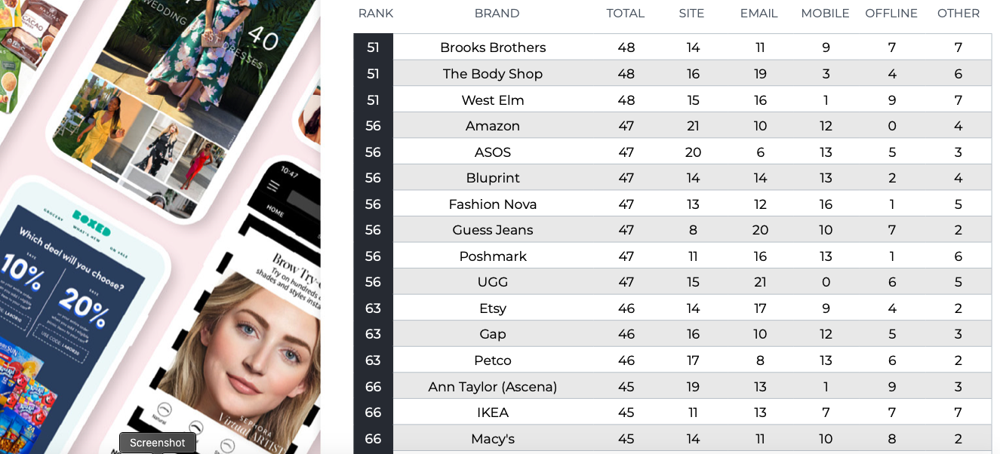 RANK BRAND TOTAL SITE EMAIL MOBILE OFFLINE OTHER
51 Brooks Brothers 48 14 11 9 7 7
51 The Body Shop 48 16 19 3 4 6
51 West Elm 48 15 16 1 9 7
56 Amazon 47 21 10 12 0 4
56 ASOS 47 20 6 13 5 3
56 Bluprint 47 14 14 13 2 4
56 Fashion Nova 47 13 12 16 1 5
56 Guess Jeans 47 8 20 10 7 2
56 Poshmark 47 11 16 13 1 6
56 UGG 47 15 21 0 6 5
63 Etsy 46 14 17 9 4 2
63 Gap 46 16 10 12 5 3
63 Petco 46 17 8 13 6 2
66 Ann Taylor (Ascena) 45 19 13 1 9 3
66 IKEA 45 11 13 7 7 7
66 Macy's 45 14 11 10 8 2
NAVITAS
CACAO
POWDER
40
WEDDING GUEST DRESSES
BOXED
GROCERY WHAT'S NEW ON SALE
Which deal will you choose?
SAVE
10%
SAVE
20%
USE CODE: LABOR20
10:47
HOME
Brow Try-
Try on hundreds
shades and styles insta
Natural
SEPHORA
Virtual ARTIST
Screenshot